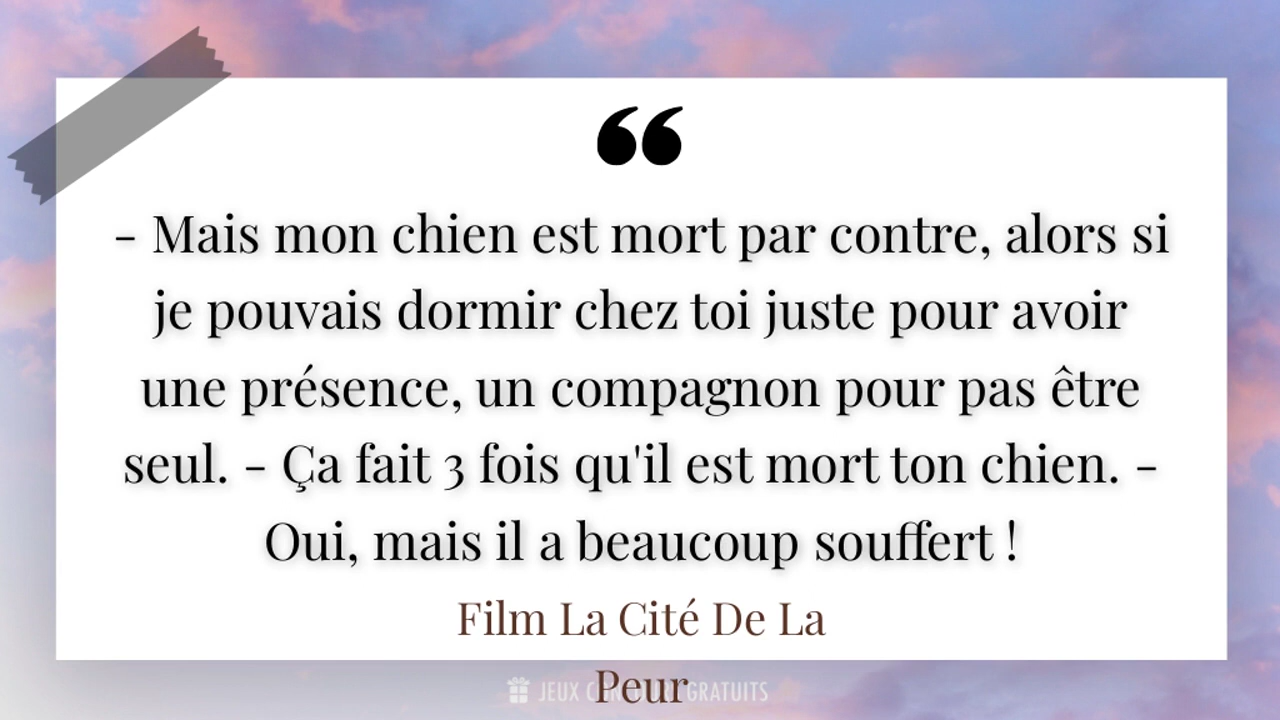 - Mais mon chien est mort par contre, alors si
je pouvais dormir chez toi juste pour avoir
une présence, un compagnon pour pas être
seul. - Ça fait 3 fois qu'il est mort ton chien. -
Oui, mais il a beaucoup souffert !
Film La Cité De La
Peur
JEUX GRATUITS